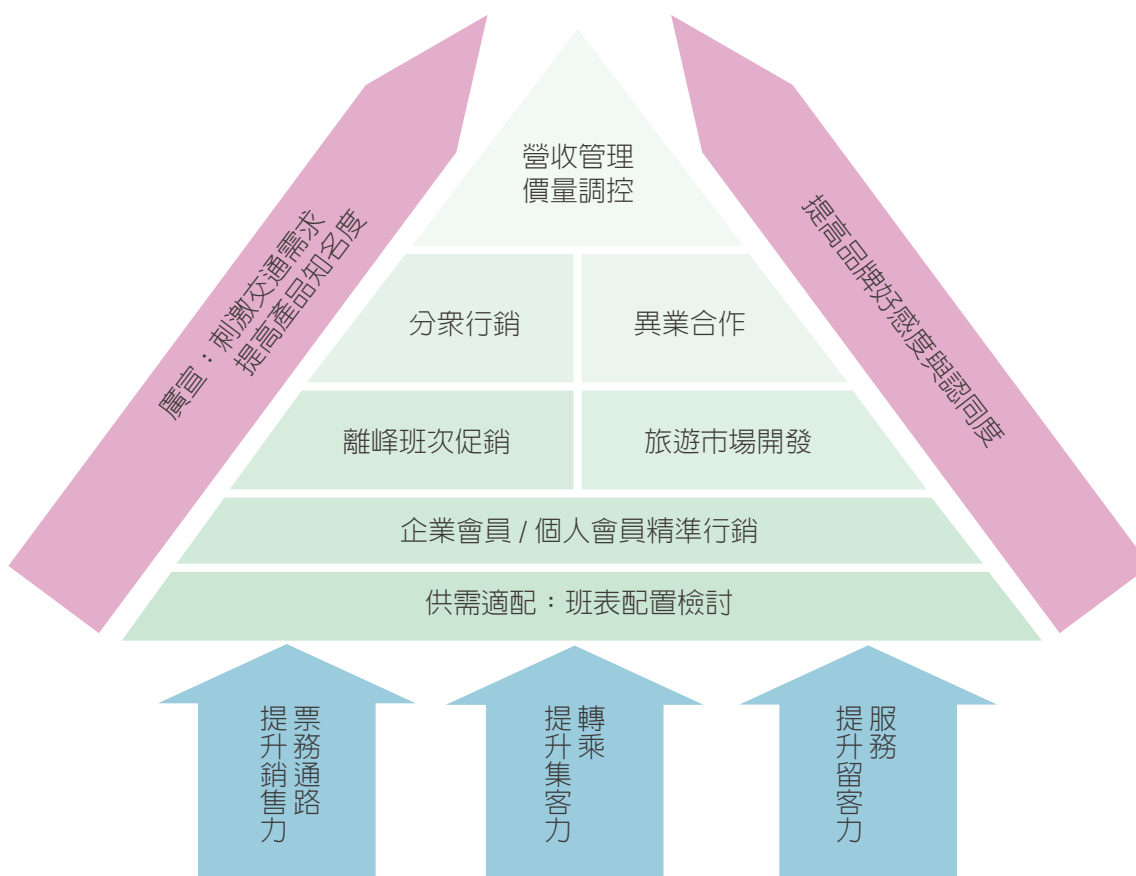 營收管理
價量調控
廣宣：刺激交通需求
提高產品知名度
提高品牌好感度與認同度
分眾行銷
異業合作
離峰班次促銷
旅遊市場開發
企業會員 / 個人會員精準行銷
供需適配：班表配置檢討
票務通路
提升銷售力
轉乘
提升集客力
服務
提升留客力